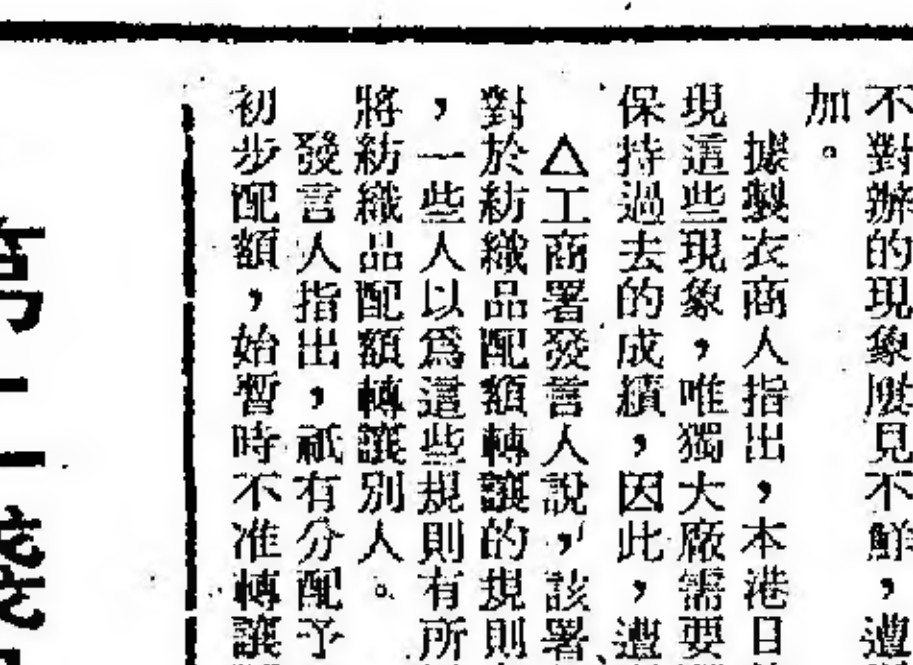 不對辦的現象屢見不鮮，遭
加。
據製衣商人指出，本港日
現這些現象，唯獨大廠需要
保持過去的成績，因此，遭
△工商署發言人說，該署
對於紡織品配額轉讓的規則
，一些人以為這些規則有所
將紡織品配額轉讓別人。
發言人指出，祇有分配予
初步配額，始暫時不准轉讓
第二